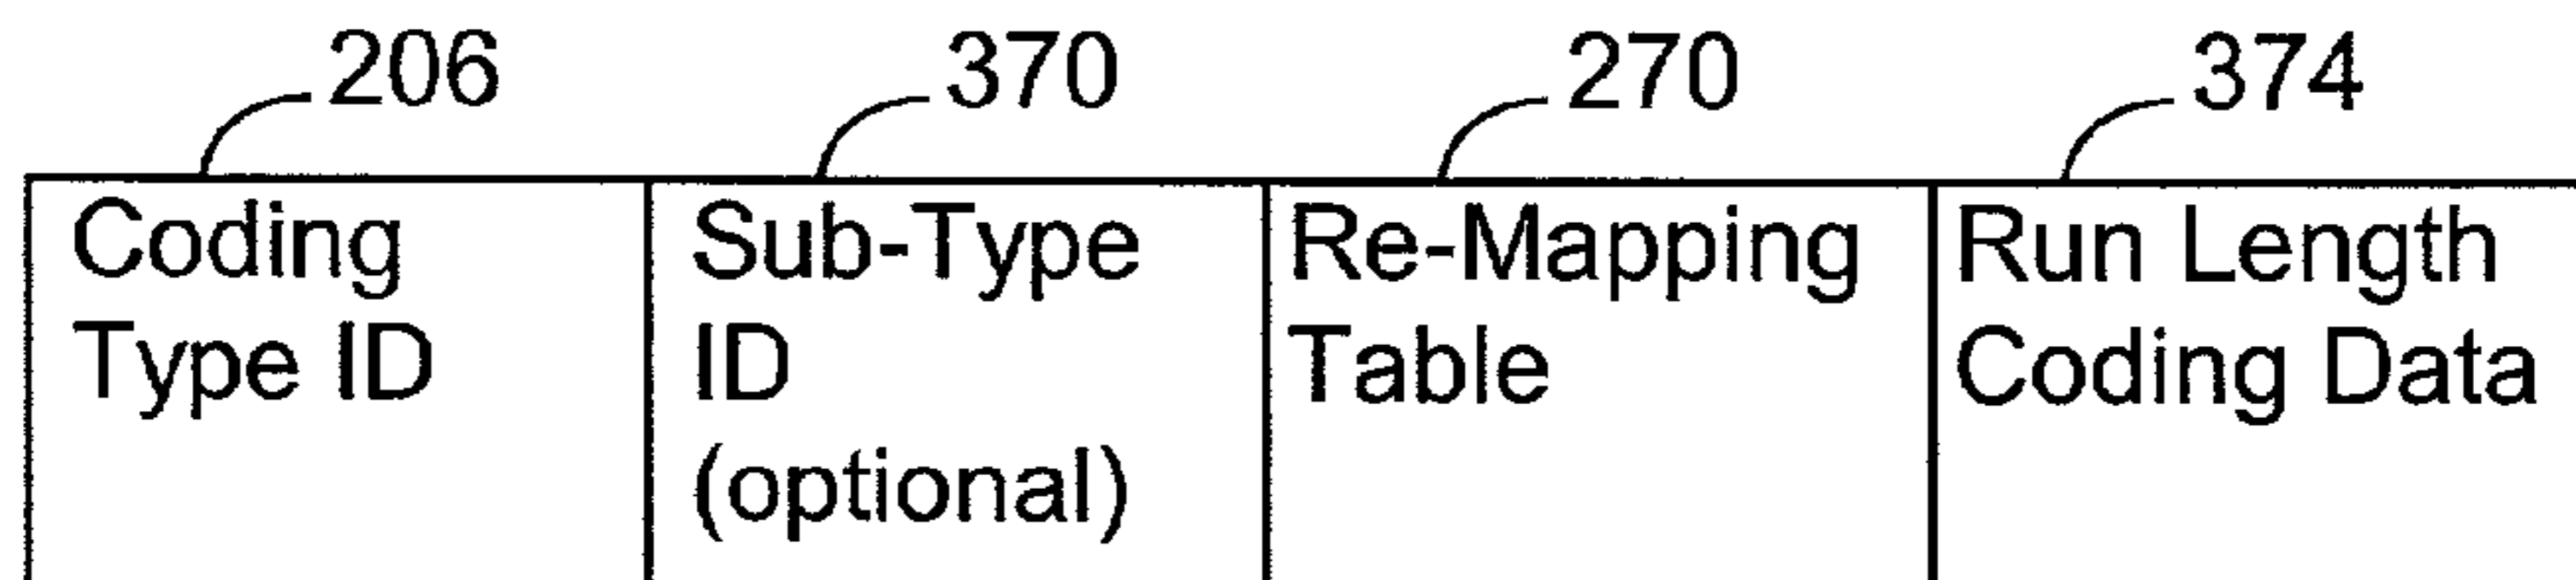 206 370 270 374
Coding Sub-Type Re-Mapping Run Length
Type ID ID Table Coding Data
(optional)